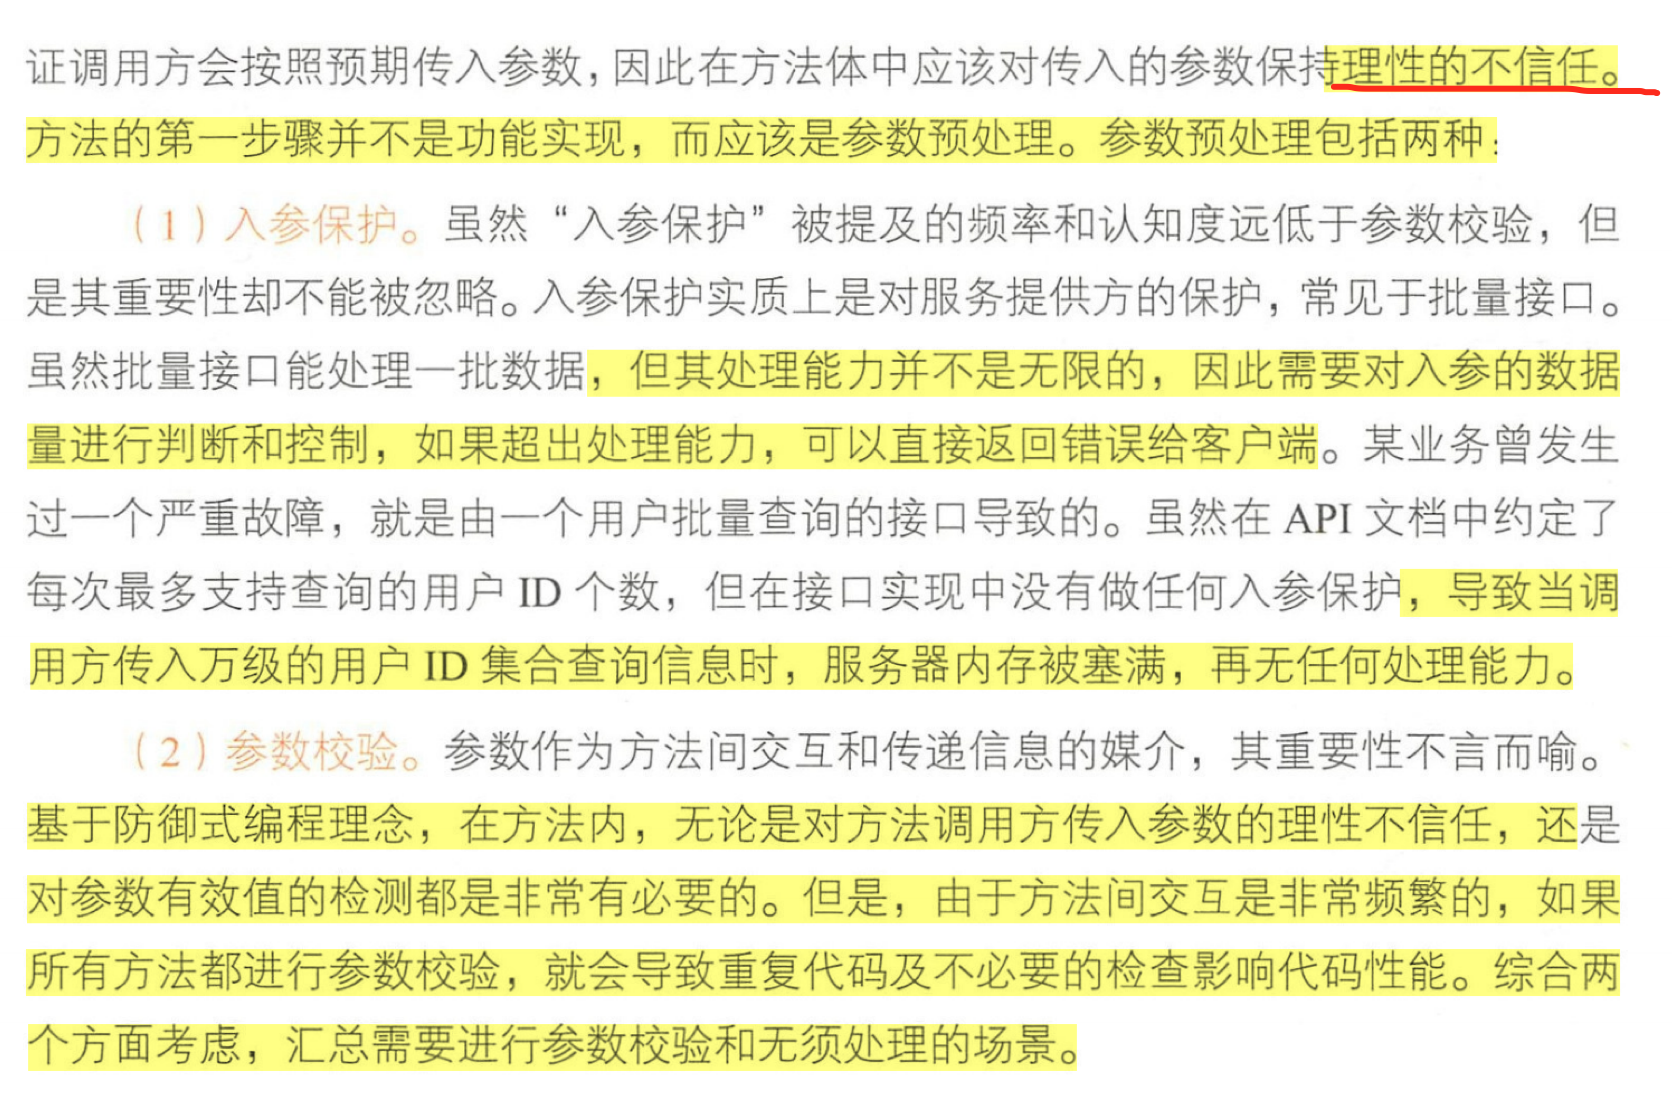 证调用方会按照预期传入参数，因此在方法体中应该对传入的参数保持理性的不信任。
方法的第一步骤并不是功能实现，而应该是参数预处理。参数预处理包括两种：
（1）入参保护。虽然“入参保护”被提及的频率和认知度远低于参数校验，但
是其重要性却不能被忽略。入参保护实质上是对服务提供方的保护，常见于批量接口。
虽然批量接口能处理一批数据，但其处理能力并不是无限的，因此需要对入参的数据
量进行判断和控制，如果超出处理能力，可以直接返回错误给客户端。某业务曾发生
过一个严重故障，就是由一个用户批量查询的接口导致的。虽然在 API 文档中约定了
每次最多支持查询的用户 ID 个数，但在接口实现中没有做任何入参保护，导致当调
用方传入万级的用户 ID 集合查询信息时，服务器内存被塞满，再无任何处理能力。
（2）参数校验。参数作为方法间交互和传递信息的媒介，其重要性不言而喻。
基于防御式编程理念，在方法内，无论是对方法调用方传入参数的理性不信任，还是
对参数有效值的检测都是非常有必要的。但是，由于方法间交互是非常频繁的，如果
所有方法都进行参数校验，就会导致重复代码及不必要的检查影响代码性能。综合两
个方面考虑，汇总需要进行参数校验和无须处理的场景。